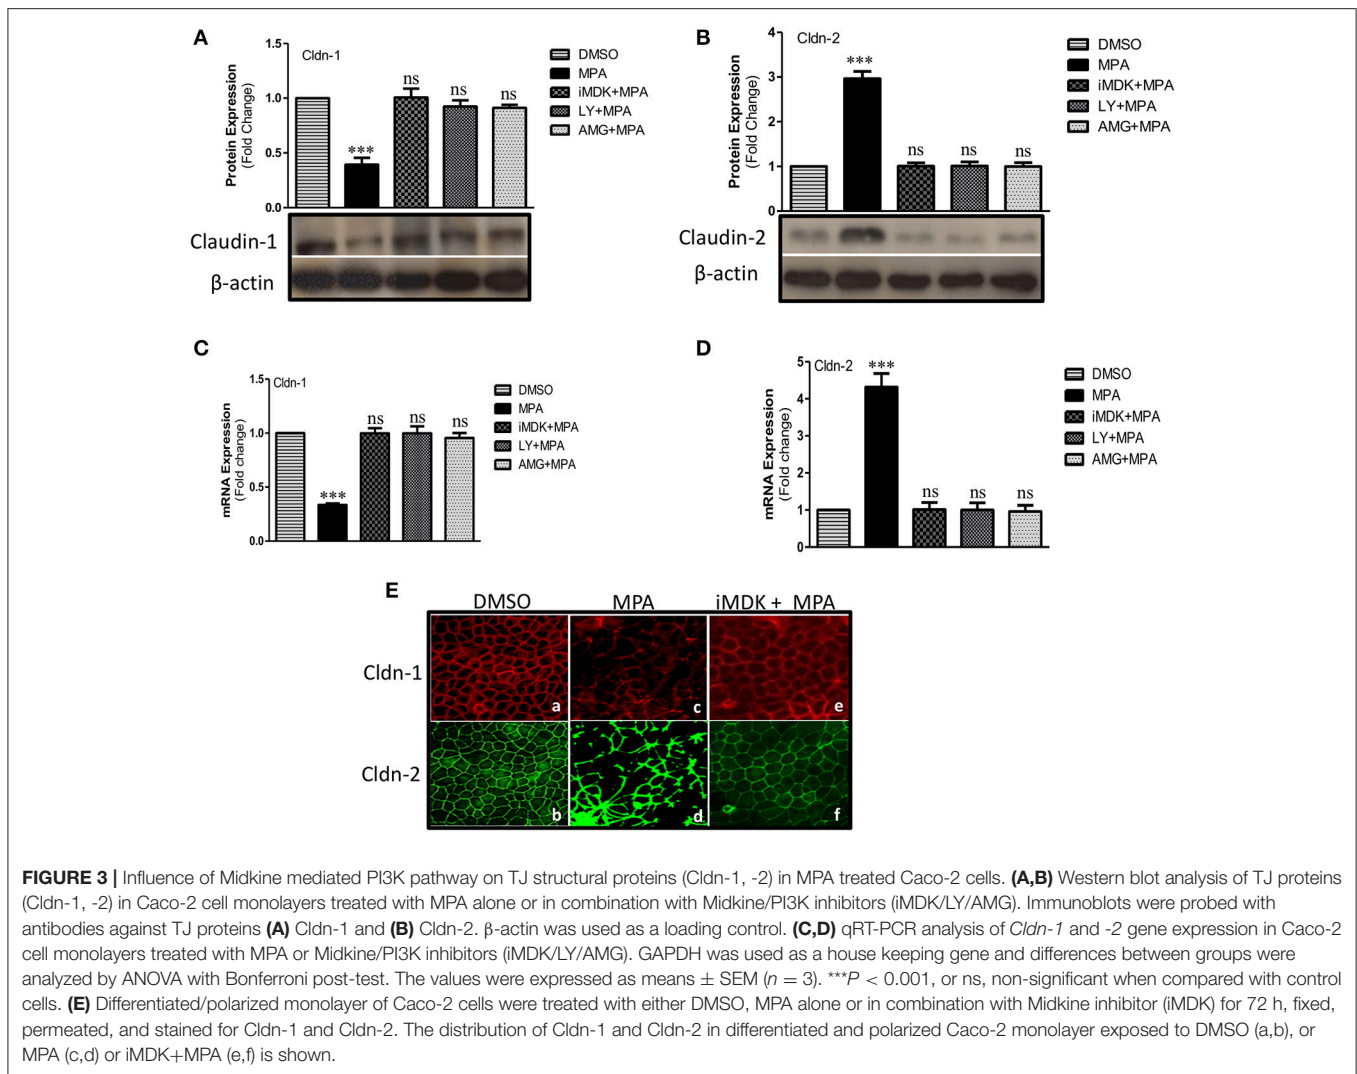 A
Cldn-1
Protein Expression
(Fold Change)
1.5
1.0
0.5
0.0
***
ns
ns
ns
DMSO
MPA
iMDK+MPA
LY+MPA
AMG+MPA
Claudin-1
β-actin
B
Cldn-2
Protein Expression
(Fold Change)
4
3
2
1
0
***
ns
ns
ns
DMSO
MPA
iMDK+MPA
LY+MPA
AMG+MPA
Claudin-2
β-actin
C
Cldn-1
mRNA Expression
(Fold change)
1.5
1.0
0.5
0.0
***
ns
ns
ns
DMSO
MPA
iMDK+MPA
LY+MPA
AMG+MPA
D
Cldn-2
mRNA Expression
(Fold change)
5
4
2
1
0
***
ns
ns
ns
DMSO
MPA
iMDK+MPA
LY+MPA
AMG+MPA
E
DMSO MPA iMDK + MPA
Cldn-1
a c e
Cldn-2
b d f
FIGURE 3 | Influence of Midkine mediated PI3K pathway on TJ structural proteins (Cldn-1, -2) in MPA treated Caco-2 cells. (A,B) Western blot analysis of TJ proteins
(Cldn-1, -2) in Caco-2 cell monolayers treated with MPA alone or in combination with Midkine/PI3K inhibitors (iMDK/LY/AMG). Immunoblots were probed with
antibodies against TJ proteins (A) Cldn-1 and (B) Cldn-2. β-actin was used as a loading control. (C,D) qRT-PCR analysis of Cldn-1 and -2 gene expression in Caco-2
cell monolayers treated with MPA or Midkine/PI3K inhibitors (iMDK/LY/AMG). GAPDH was used as a house keeping gene and differences between groups were
analyzed by ANOVA with Bonferroni post-test. The values were expressed as means ± SEM (n = 3). ***P < 0.001, or ns, non-significant when compared with control
cells. (E) Differentiated/polarized monolayer of Caco-2 cells were treated with either DMSO, MPA alone or in combination with Midkine inhibitor (iMDK) for 72 h, fixed,
permeated, and stained for Cldn-1 and Cldn-2. The distribution of Cldn-1 and Cldn-2 in differentiated and polarized Caco-2 monolayer exposed to DMSO (a,b), or
MPA (c,d) or iMDK+MPA (e,f) is shown.